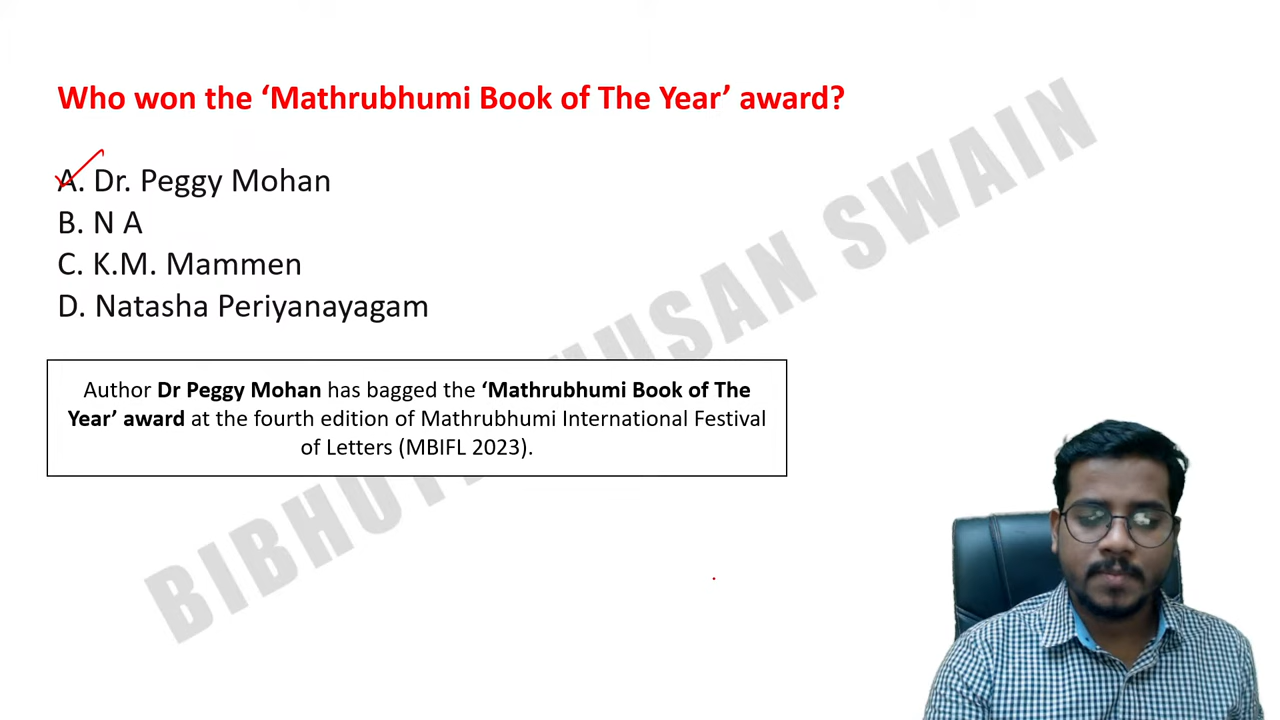 Who won the ‘Mathrubhumi Book of The Year’ award?
A. Dr. Peggy Mohan
B. N A
C. K.M. Mammen
D. Natasha Periyanayagam
Author Dr Peggy Mohan has bagged the ‘Mathrubhumi Book of The
Year’ award at the fourth edition of Mathrubhumi International Festival
of Letters (MBIFL 2023).
SWAIN